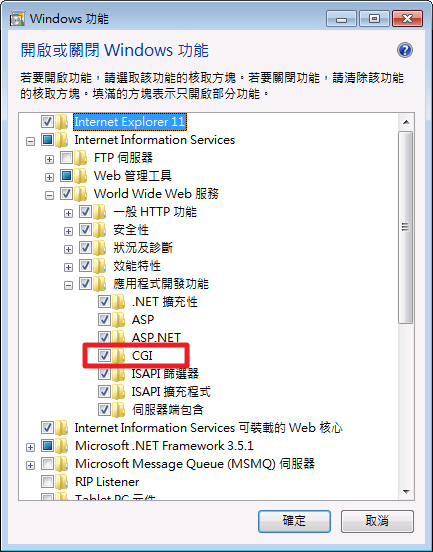 Windows 功能
開啟或關閉 Windows 功能
若要開啟功能，請選取該功能的核取方塊。若要關閉功能，請清除該功能
的核取方塊。填滿的方塊表示只開啟部分功能。
Internet Explorer 11
Internet Information Services
FTP 伺服器
Web 管理工具
World Wide Web 服務
一般 HTTP 功能
安全性
狀況及診斷
效能特性
應用程式開發功能
.NET 擴充性
ASP
ASP.NET
CGI
ISAPI 篩選器
ISAPI 擴充程式
伺服器端包含
Internet Information Services 可裝載的 Web 核心
Microsoft .NET Framework 3.5.1
Microsoft Message Queue (MSMQ) 伺服器
RIP Listener
Tablet PC 元件
確定
取消